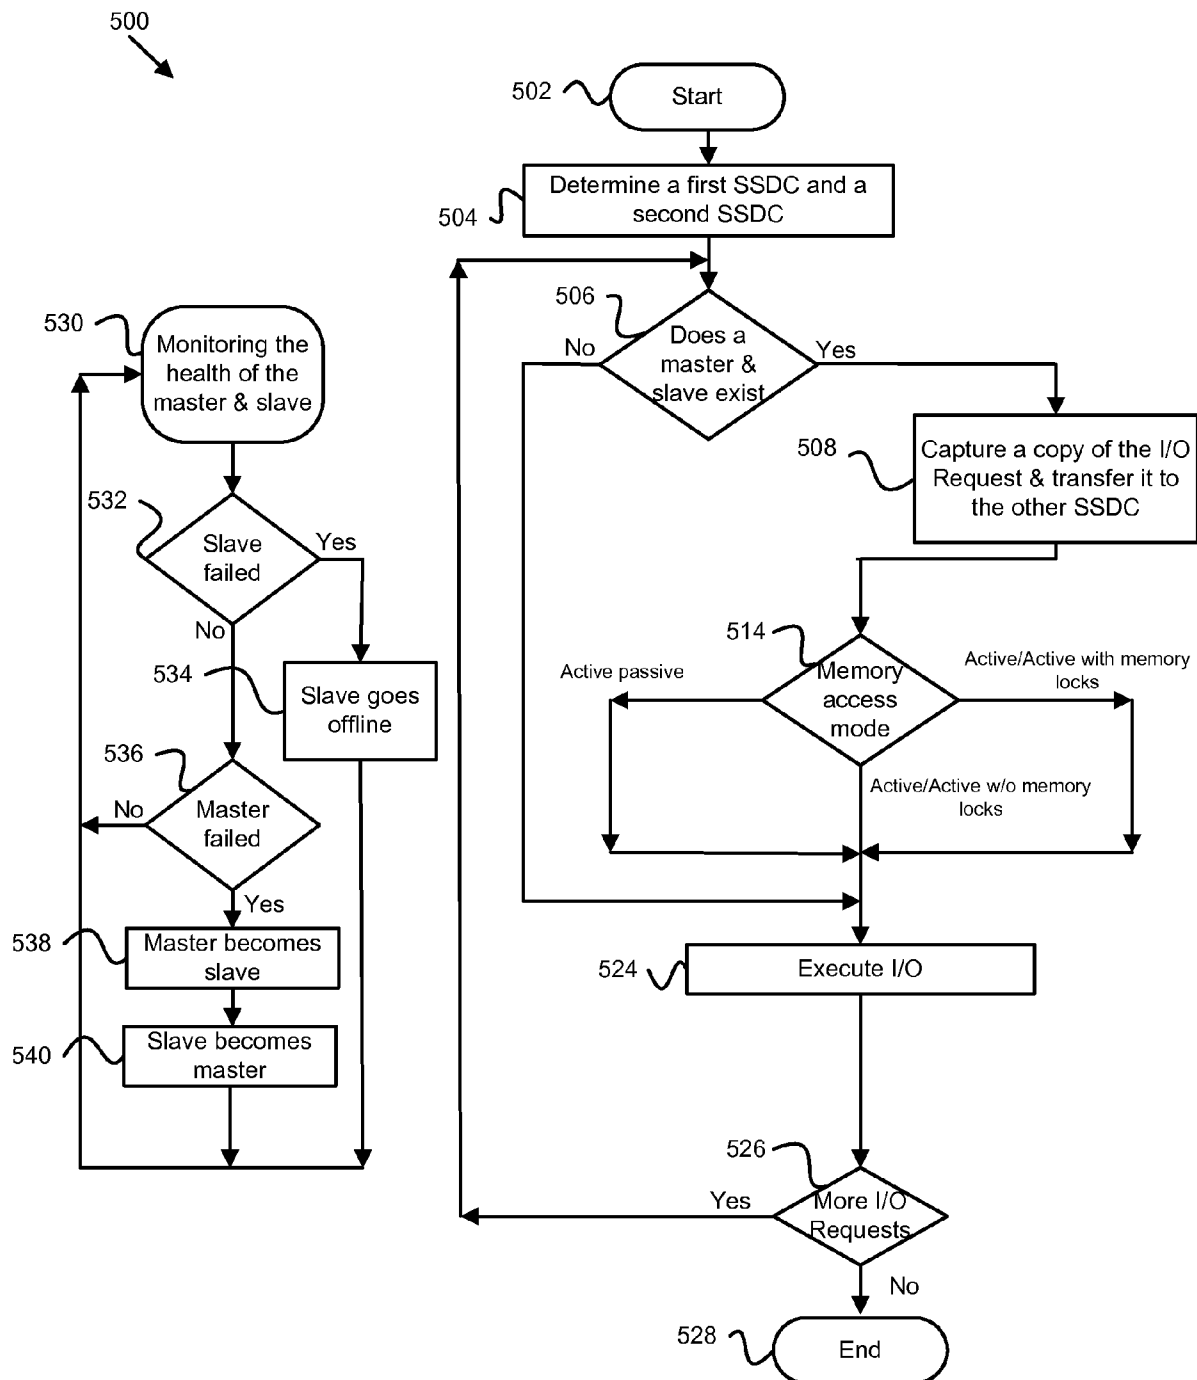 500
502
Start
504
Determine a first SSDC and a
second SSDC
506
Does a
master &
slave exist
No
Yes
508
Capture a copy of the I/O
Request & transfer it to
the other SSDC
514
Memory
access
mode
Active passive
Active/Active with memory
locks
Active/Active w/o memory
locks
524
Execute I/O
526
More I/O
Requests
Yes
No
528
End
530
Monitoring the
health of the
master & slave
532
Slave
failed
Yes
No
534
Slave goes
offline
536
Master
failed
No
Yes
538
Master becomes
slave
540
Slave becomes
master